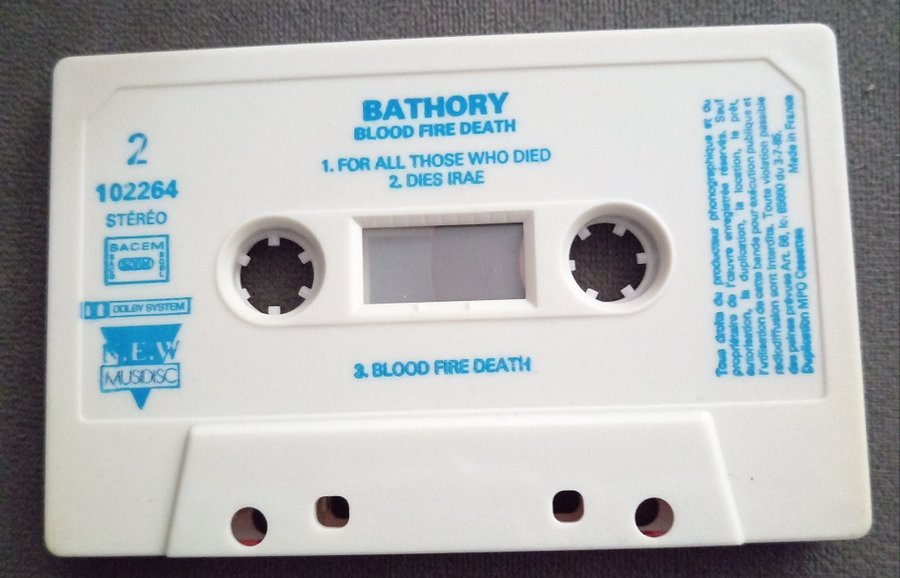 BATHORY
BLOOD FIRE DEATH
1. FOR ALL THOSE WHO DIED
2. DIES IRAE
2
102264
STÉRÉO
SACEM
DOLBY SYSTEM
N.E.W
MUSIDISC
3. BLOOD FIRE DEATH
Tous droits du producteur phonographique et du
propriétaire de l'œuvre enregistrée réservés. Sauf
autorisation, la duplication, la location, le prêt,
l'utilisation de cette bande pour exécution publique et
radiodiffusion sont interdits. Toute violation passible
des peines prévues Art. 68, lo. 85660 du 3-7-85.
Duplication MPO Cassettes Made in France